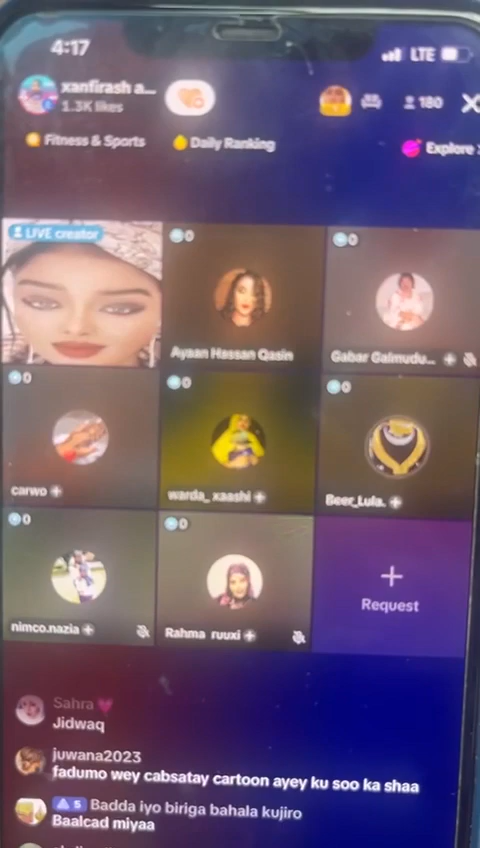 4:17
LTE
xanfirash a...
1.3K likes
180
Fitness & Sports
Daily Ranking
Explore
LIVE creator
0
0
Ayaan Hassan Qasin
Gabar Galmudu...
0
0
0
carwo
warda_xaashi
Beer_Lula.
0
0
nimco.nazia
Rahma ruuxi
Request
Sahra
Jidwaq
juwana2023
fadumo wey cabsatay cartoon ayey ku soo ka shaa
5 Badda iyo biriga bahala kujiro
Baalcad miyaa